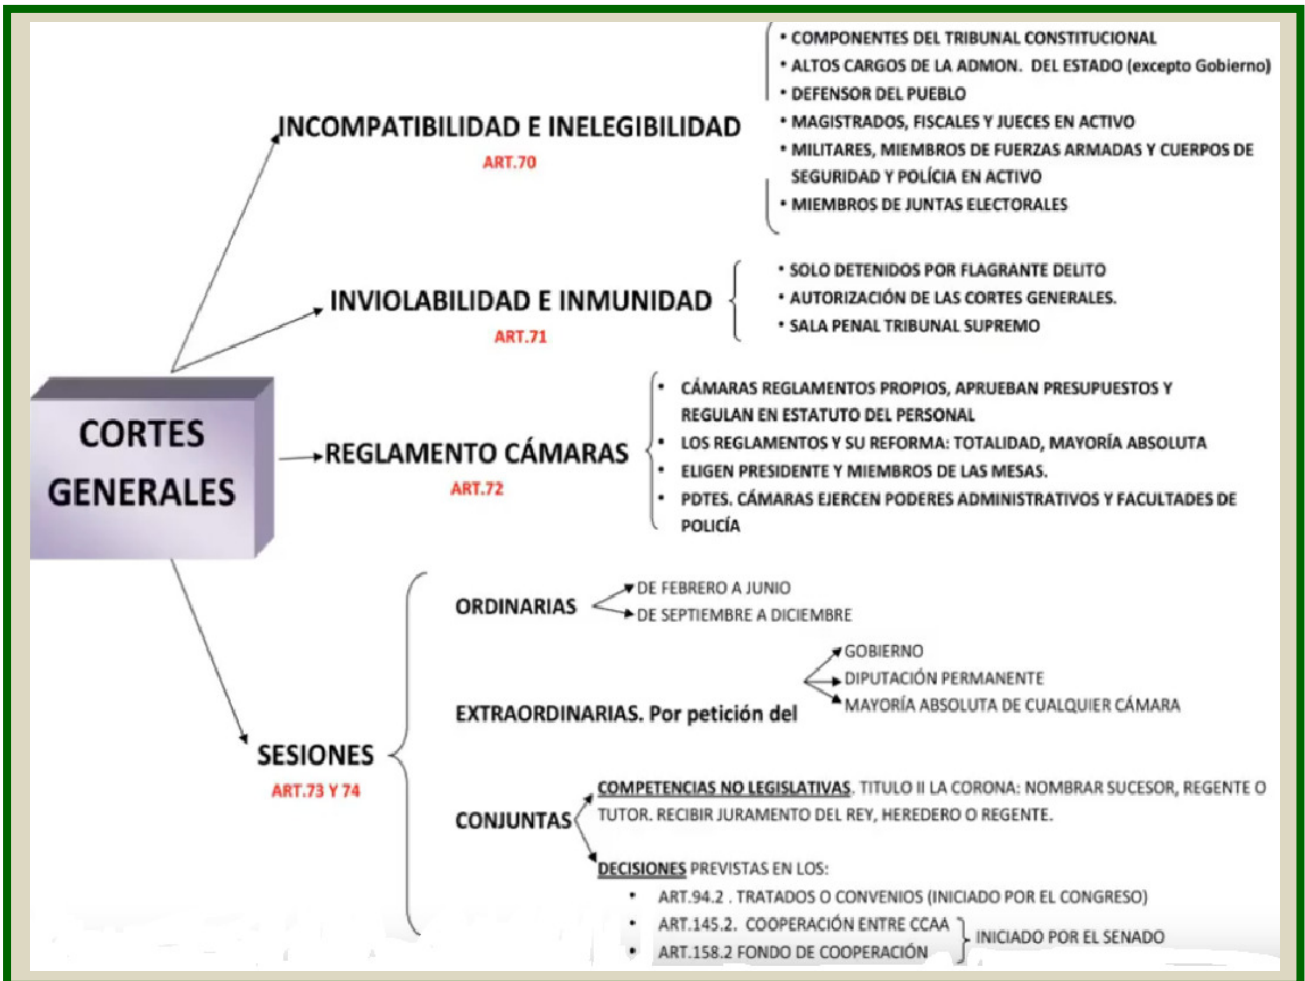 • COMPONENTES DEL TRIBUNAL CONSTITUCIONAL
• ALTOS CARGOS DE LA ADMON. DEL ESTADO (excepto Gobierno)
• DEFENSOR DEL PUEBLO
INCOMPATIBILIDAD E INELEGIBILIDAD
ART.70
• MAGISTRADOS, FISCALES Y JUECES EN ACTIVO
• MILITARES, MIEMBROS DE FUERZAS ARMADAS Y CUERPOS DE
SEGURIDAD Y POLÍCIA EN ACTIVO
• MIEMBROS DE JUNTAS ELECTORALES
INVIOLABILIDAD E INMUNIDAD
ART.71
• SOLO DETENIDOS POR FLAGRANTE DELITO
• AUTORIZACIÓN DE LAS CORTES GENERALES.
• SALA PENAL TRIBUNAL SUPREMO
CORTES
GENERALES
REGLAMENTO CÁMARAS
ART.72
• CÁMARAS REGLAMENTOS PROPIOS, APRUEBAN PRESUPUESTOS Y
REGULAN EN ESTATUTO DEL PERSONAL
• LOS REGLAMENTOS Y SU REFORMA: TOTALIDAD, MAYORÍA ABSOLUTA
• ELIGEN PRESIDENTE Y MIEMBROS DE LAS MESAS.
• PDTES. CÁMARAS EJERCEN PODERES ADMINISTRATIVOS Y FACULTADES DE
POLICÍA
SESIONES
ART.73 Y 74
ORDINARIAS
DE FEBRERO A JUNIO
DE SEPTIEMBRE A DICIEMBRE
EXTRAORDINARIAS. Por petición del
GOBIERNO
DIPUTACIÓN PERMANENTE
MAYORÍA ABSOLUTA DE CUALQUIER CÁMARA
CONJUNTAS
COMPETENCIAS NO LEGISLATIVAS. TITULO II LA CORONA: NOMBRAR SUCESOR, REGENTE O
TUTOR. RECIBIR JURAMENTO DEL REY, HEREDERO O REGENTE.
DECISIONES PREVISTAS EN LOS:
• ART.94.2 . TRATADOS O CONVENIOS (INICIADO POR EL CONGRESO)
• ART.145.2. COOPERACIÓN ENTRE CCAA
• ART.158.2 FONDO DE COOPERACIÓN
INICIADO POR EL SENADO